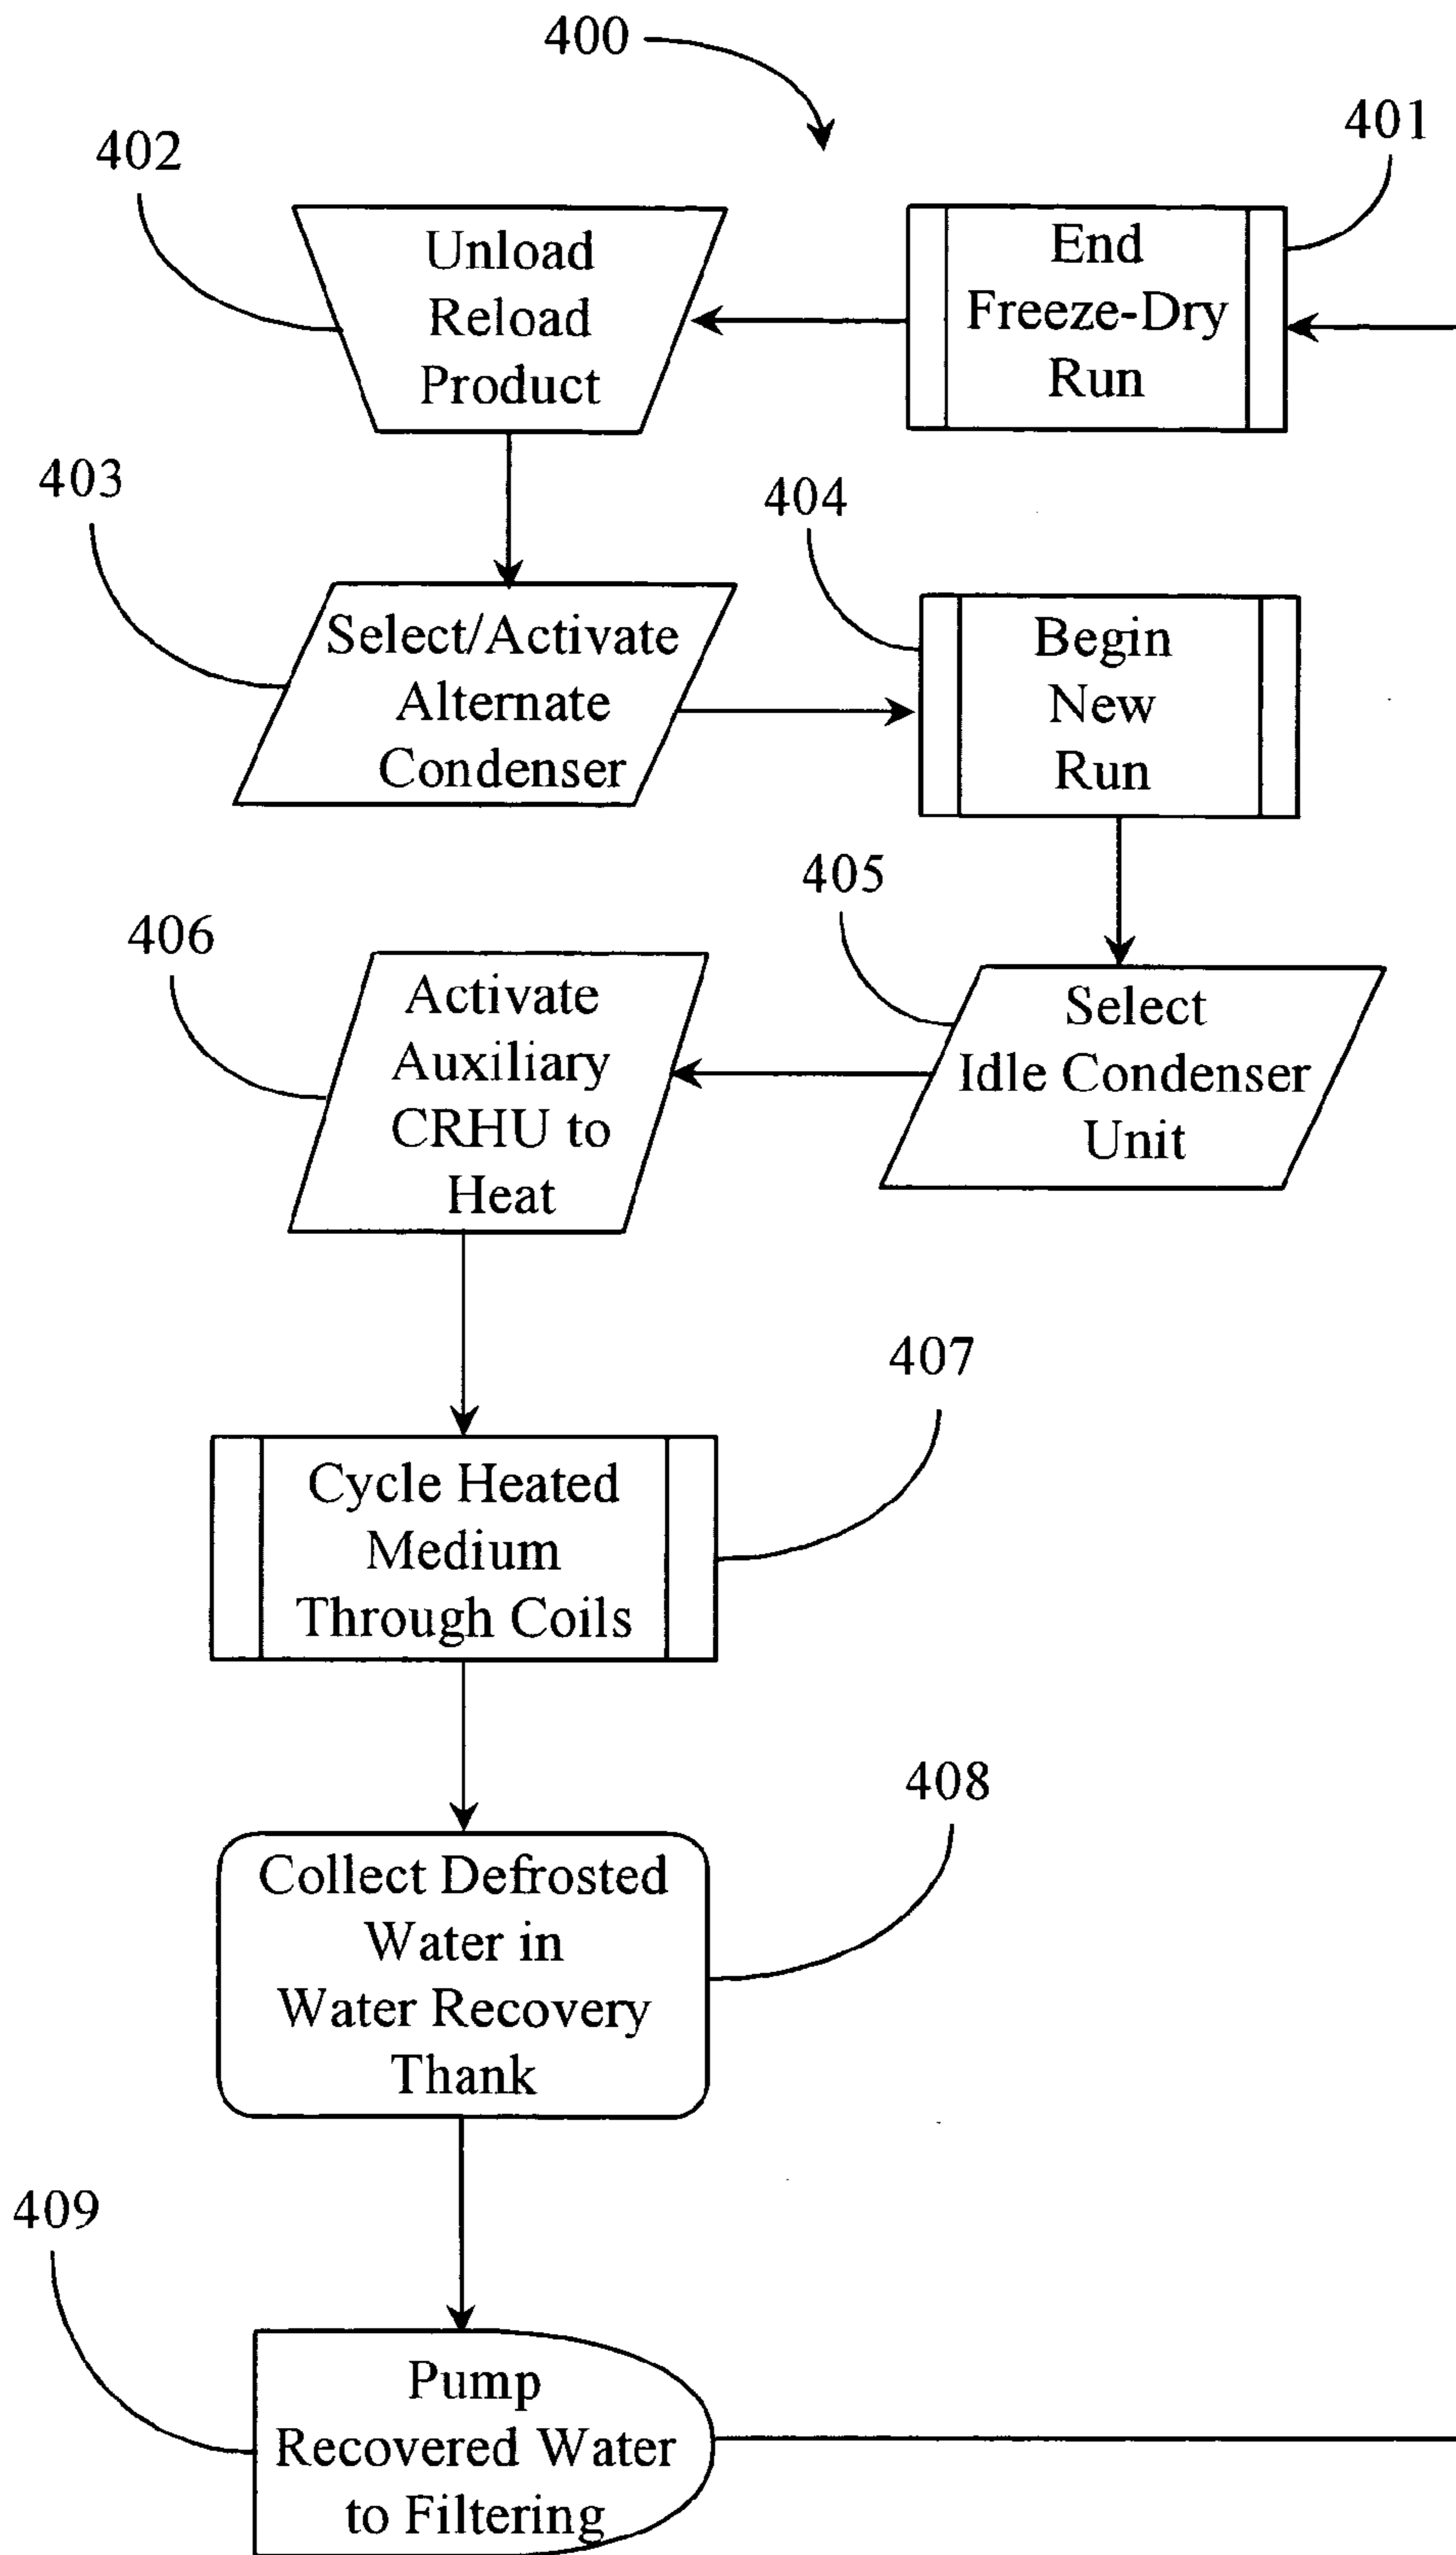 400
401
402
End
Freeze-Dry
Run
Unload
Reload
Product
403
Select/Activate
Alternate
Condenser
404
Begin
New
Run
405
Select
Idle Condenser
Unit
406
Activate
Auxiliary
CRHU to
Heat
407
Cycle Heated
Medium
Through Coils
408
Collect Defrosted
Water in
Water Recovery
Thank
409
Pump
Recovered Water
to Filtering